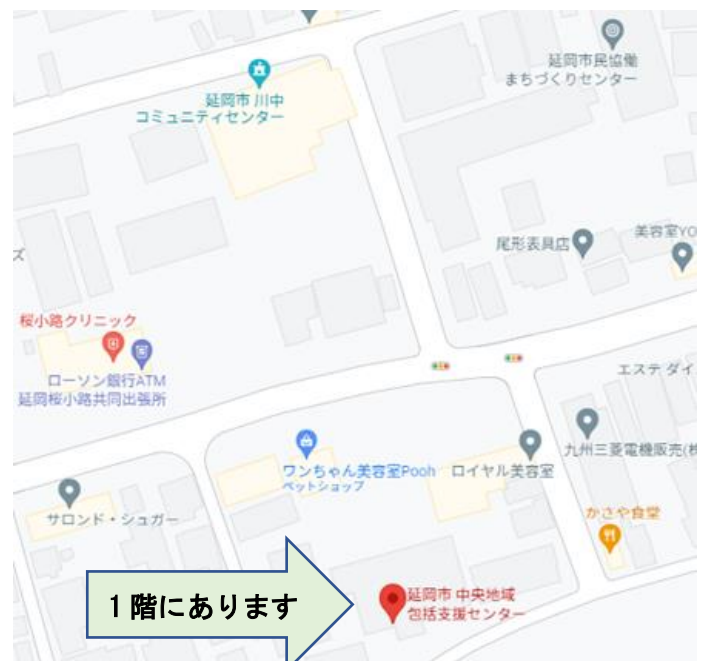 延岡市民協働
まちづくりセンター
延岡市 川中
コミュニティセンター
尾形表具店
美容室YO
ズ
桜小路クリニック
ローソン銀行ATM
延岡桜小路共同出張所
エステ ダイ
ワンちゃん美容室Pooh
ペットショップ
ロイヤル美容室
九州三菱電機販売(株
サロンド・シュガー
かさや食堂
1階にあります
延岡市 中央地域
包括支援センター